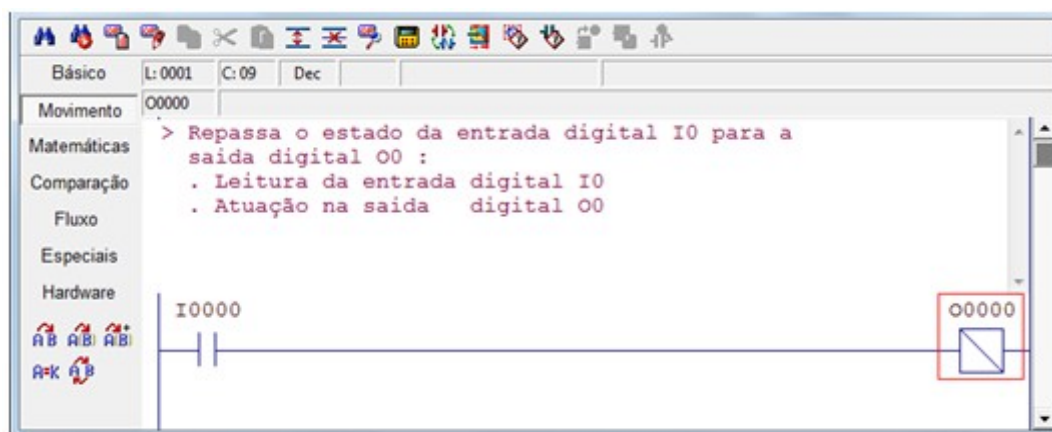 Básico L: 0001 C: 09 Dec
Movimento O0000
Matemáticas
Comparação
Fluxo
Especiais
Hardware
A B A(B) A(B)
A=K A B
> Repassa o estado da entrada digital I0 para a
saida digital O0 :
. Leitura da entrada digital I0
. Atuação na saida digital O0
I0000 O0000